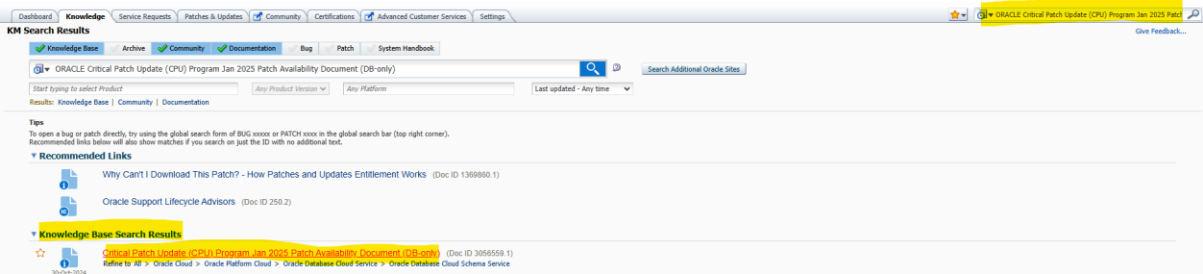 Dashboard Knowledge Service Requests Patches & Updates Community Certifications Advanced Customer Services Settings ORACLE Critical Patch Update (CPU) Program Jan 2025 Patch
KM Search Results Give Feedback...
Knowledge Base Archive Community Documentation Bug Patch System Handbook
ORACLE Critical Patch Update (CPU) Program Jan 2025 Patch Availability Document (DB-only) Search Additional Oracle Sites
Start typing to select Product Any Product Version Any Platform Last updated - Any time
Results: Knowledge Base | Community | Documentation
Tips
To open a bug or patch directly, try using the global search form of BUG xxxxx or PATCH xxxx in the global search bar (top right corner).
Recommended links below will also show matches if you search on just the ID with no additional text.
Recommended Links
Why Can't I Download This Patch? - How Patches and Updates Entitlement Works (Doc ID 1369860.1)
Oracle Support Lifecycle Advisors (Doc ID 250.2)
Knowledge Base Search Results
Critical Patch Update (CPU) Program Jan 2025 Patch Availability Document (DB-only) (Doc ID 3056559.1)
Refine to All > Oracle Cloud > Oracle Platform Cloud > Oracle Database Cloud Service > Oracle Database Cloud Schema Service
30-Oct-2024